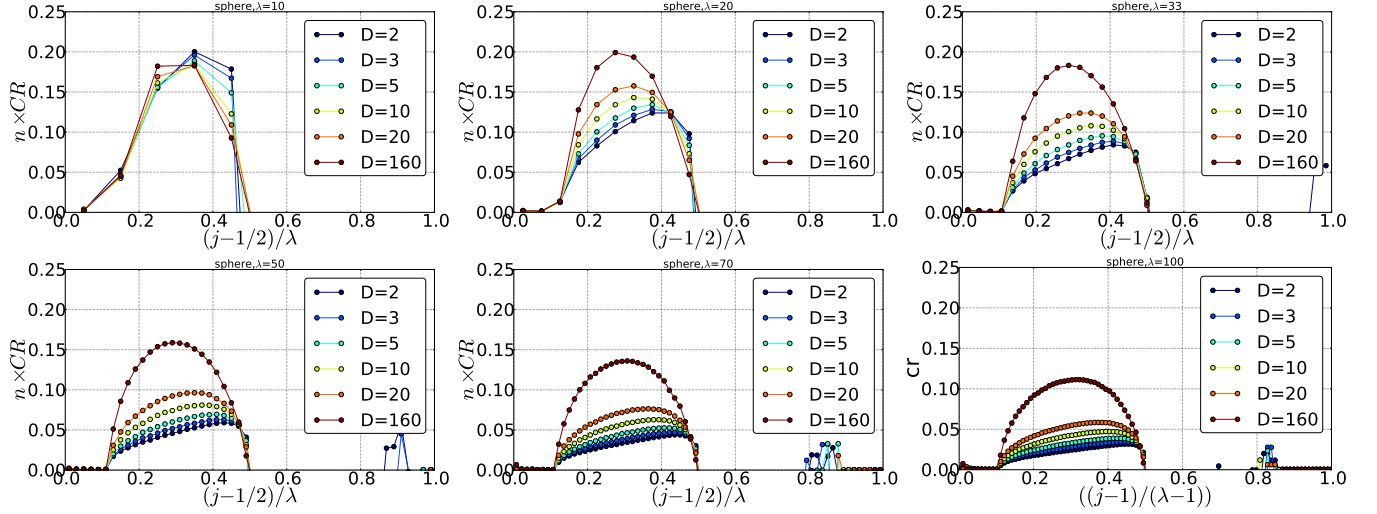 sphere,λ=10
0.25
0.20
0.15
0.10
0.05
0.00
n×CR
0.0 0.2 0.4 0.6 0.8 1.0
(j−1/2)/λ
D=2
D=3
D=5
D=10
D=20
D=160
sphere,λ=20
0.25
0.20
0.15
0.10
0.05
0.00
n×CR
0.0 0.2 0.4 0.6 0.8 1.0
(j−1/2)/λ
D=2
D=3
D=5
D=10
D=20
D=160
sphere,λ=33
0.25
0.20
0.15
0.10
0.05
0.00
n×CR
0.0 0.2 0.4 0.6 0.8 1.0
(j−1/2)/λ
D=2
D=3
D=5
D=10
D=20
D=160
sphere,λ=50
0.25
0.20
0.15
0.10
0.05
0.00
n×CR
0.0 0.2 0.4 0.6 0.8 1.0
(j−1/2)/λ
D=2
D=3
D=5
D=10
D=20
D=160
sphere,λ=70
0.25
0.20
0.15
0.10
0.05
0.00
n×CR
0.0 0.2 0.4 0.6 0.8 1.0
(j−1/2)/λ
D=2
D=3
D=5
D=10
D=20
D=160
sphere,λ=100
0.25
0.20
0.15
0.10
0.05
0.00
cr
0.0 0.2 0.4 0.6 0.8 1.0
((j−1)/(λ−1))
D=2
D=3
D=5
D=10
D=20
D=160